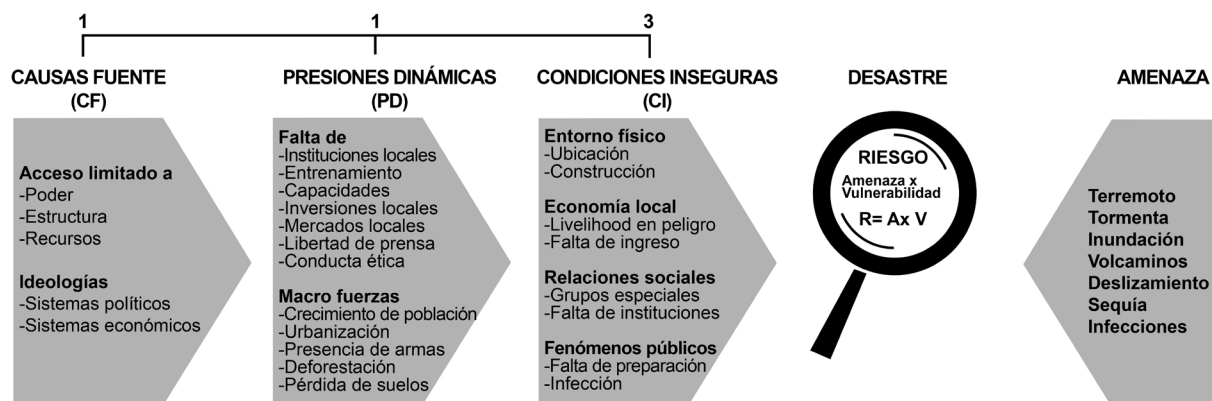 1
1
3
CAUSAS FUENTE
(CF)
Acceso limitado a
-Poder
-Estructura
-Recursos
Ideologías
-Sistemas políticos
-Sistemas económicos
PRESIONES DINÁMICAS
(PD)
Falta de
-Instituciones locales
-Entrenamiento
-Capacidades
-Inversiones locales
-Mercados locales
-Libertad de prensa
-Conducta ética
Macro fuerzas
-Crecimiento de población
-Urbanización
-Presencia de armas
-Deforestación
-Pérdida de suelos
CONDICIONES INSEGURAS
(CI)
Entorno físico
-Ubicación
-Construcción
Economía local
-Livelihood en peligro
-Falta de ingreso
Relaciones sociales
-Grupos especiales
-Falta de instituciones
Fenómenos públicos
-Falta de preparación
-Infección
DESASTRE
RIESGO
Amenaza x
Vulnerabilidad
R= Ax V
AMENAZA
Terremoto
Tormenta
Inundación
Volcaminos
Deslizamiento
Sequía
Infecciones